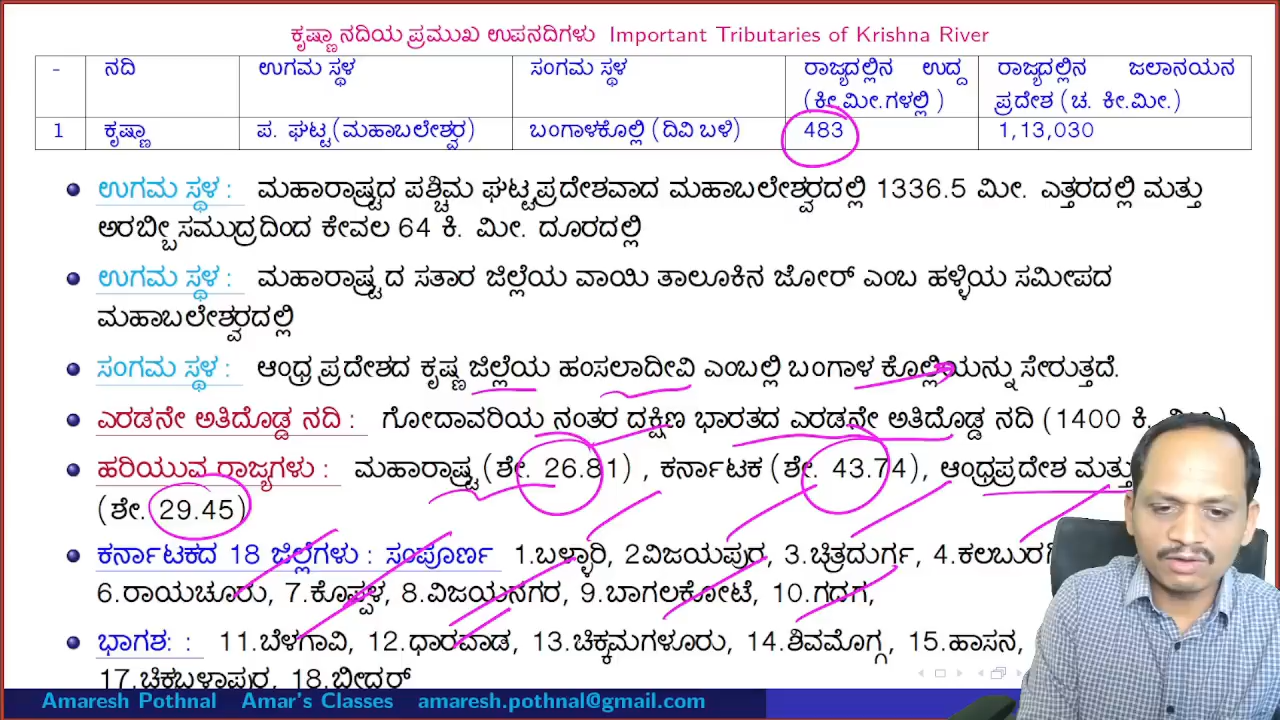 ಕೃಷ್ಣಾ ನದಿಯ ಪ್ರಮುಖ ಉಪನದಿಗಳು Important Tributaries of Krishna River
- ನದಿ ಉಗಮ ಸ್ಥಳ ಸಂಗಮ ಸ್ಥಳ ರಾಜ್ಯದಲ್ಲಿನ ಉದ್ದ (ಕೀ.ಮೀ.ಗಳಲ್ಲಿ) ರಾಜ್ಯದಲ್ಲಿನ ಜಲಾನಯನ ಪ್ರದೇಶ (ಚ. ಕೀ.ಮೀ.)
1 ಕೃಷ್ಣಾ ಪ. ಘಟ್ಟ(ಮಹಾಬಲೇಶ್ವರ) ಬಂಗಾಳಕೊಲ್ಲಿ (ದಿವಿ ಬಳಿ) 483 1,13,030
ಉಗಮ ಸ್ಥಳ : ಮಹಾರಾಷ್ಟ್ರದ ಪಶ್ಚಿಮ ಘಟ್ಟಪ್ರದೇಶವಾದ ಮಹಾಬಲೇಶ್ವರದಲ್ಲಿ 1336.5 ಮೀ. ಎತ್ತರದಲ್ಲಿ ಮತ್ತು
ಅರಬ್ಬೀಸಮುದ್ರದಿಂದ ಕೇವಲ 64 ಕಿ. ಮೀ. ದೂರದಲ್ಲಿ
ಉಗಮ ಸ್ಥಳ : ಮಹಾರಾಷ್ಟ್ರದ ಸತಾರ ಜಿಲ್ಲೆಯ ವಾಯಿ ತಾಲೂಕಿನ ಜೋರ್ ಎಂಬ ಹಳ್ಳಿಯ ಸಮೀಪದ
ಮಹಾಬಲೇಶ್ವರದಲ್ಲಿ
ಸಂಗಮ ಸ್ಥಳ : ಆಂಧ್ರ ಪ್ರದೇಶದ ಕೃಷ್ಣ ಜಿಲ್ಲೆಯ ಹಂಸಲಾದೀವಿ ಎಂಬಲ್ಲಿ ಬಂಗಾಳ ಕೊಲ್ಲಿಯನ್ನು ಸೇರುತ್ತದೆ.
ಎರಡನೇ ಅತಿದೊಡ್ಡ ನದಿ : ಗೋದಾವರಿಯ ನಂತರ ದಕ್ಷಿಣ ಭಾರತದ ಎರಡನೇ ಅತಿದೊಡ್ಡ ನದಿ (1400 ಕಿ.
ಹರಿಯುವ ರಾಜ್ಯಗಳು : ಮಹಾರಾಷ್ಟ್ರ(ಶೇ. 26.81) , ಕರ್ನಾಟಕ (ಶೇ. 43.74), ಆಂಧ್ರಪ್ರದೇಶ ಮತ್ತು
(ಶೇ. 29.45)
ಕರ್ನಾಟಕದ 18 ಜಿಲ್ಲೆಗಳು : ಸಂಪೂರ್ಣ 1.ಬಳ್ಳಾರಿ, 2ವಿಜಯಪುರ, 3.ಚಿತ್ರದುರ್ಗ,
6.ರಾಯಚೂರು, 7.ಕೊಪ್ಪಳ, 8.ವಿಜಯನಗರ, 9.ಬಾಗಲಕೋಟೆ, 10.ಗದಗ,
ಭಾಗಶಃ : 11.ಬೆಳಗಾವಿ, 12.ಧಾರವಾಡ, 13.ಚಿಕ್ಕಮಗಳೂರು, 14.ಶಿವಮೊಗ್ಗ, 15.ಹಾಸನ,
17.ಚಿಕ್ಕಬಳ್ಳಾಪುರ, 18.ಬೀದರ್
Amaresh Pothnal Amar's Classes amaresh.pothnal@gmail.com